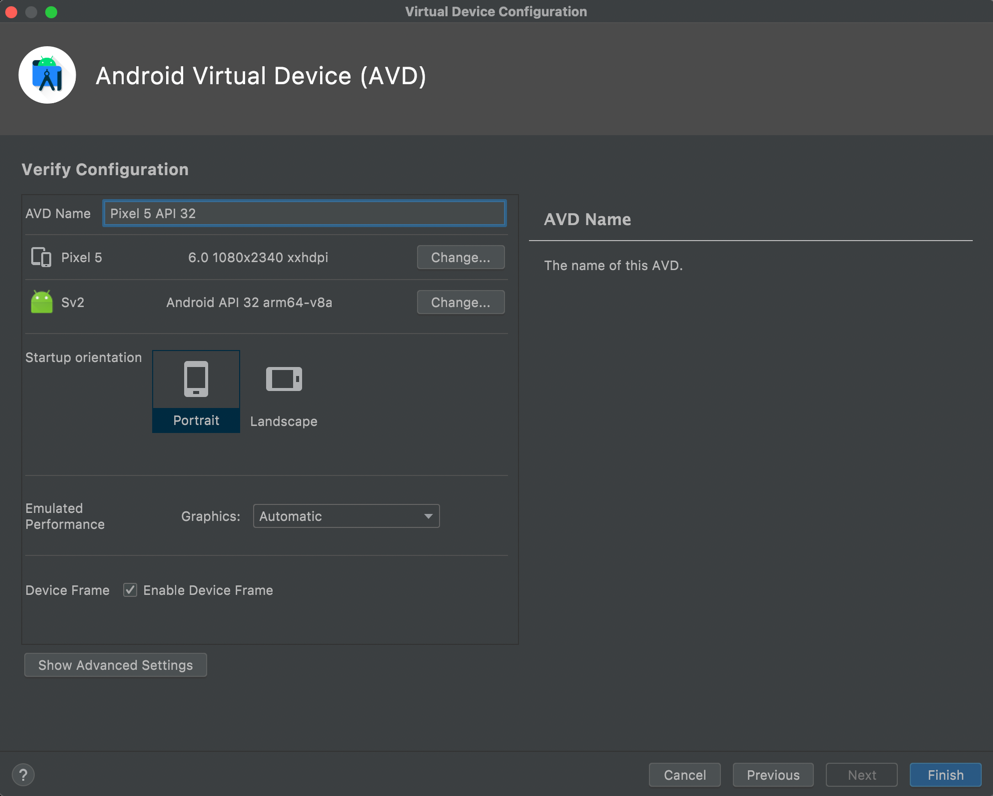 Virtual Device Configuration
Android Virtual Device (AVD)
Verify Configuration
AVD Name Pixel 5 API 32
Pixel 5 6.0 1080x2340 xxhdpi Change...
Sv2 Android API 32 arm64-v8a Change...
Startup orientation
Portrait Landscape
Emulated
Performance Graphics: Automatic
Device Frame Enable Device Frame
Show Advanced Settings
AVD Name
The name of this AVD.
? Cancel Previous Next Finish